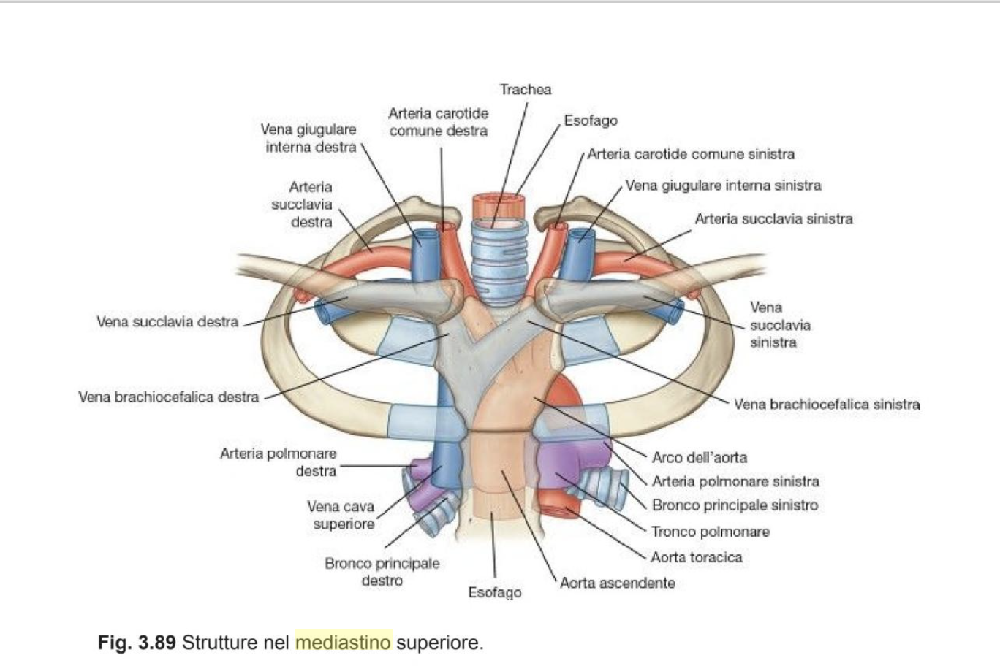 Trachea
Arteria carotide
comune destra
Esofago
Vena giugulare
interna destra
Arteria carotide comune sinistra
Arteria
succlavia
destra
Vena giugulare interna sinistra
Arteria succlavia sinistra
Vena succlavia destra
Vena
succlavia
sinistra
Vena brachiocefalica destra
Vena brachiocefalica sinistra
Arteria polmonare
destra
Arco dell'aorta
Arteria polmonare sinistra
Vena cava
superiore
Bronco principale sinistro
Tronco polmonare
Bronco principale
destro
Aorta toracica
Esofago
Aorta ascendente
Fig. 3.89 Strutture nel mediastino superiore.